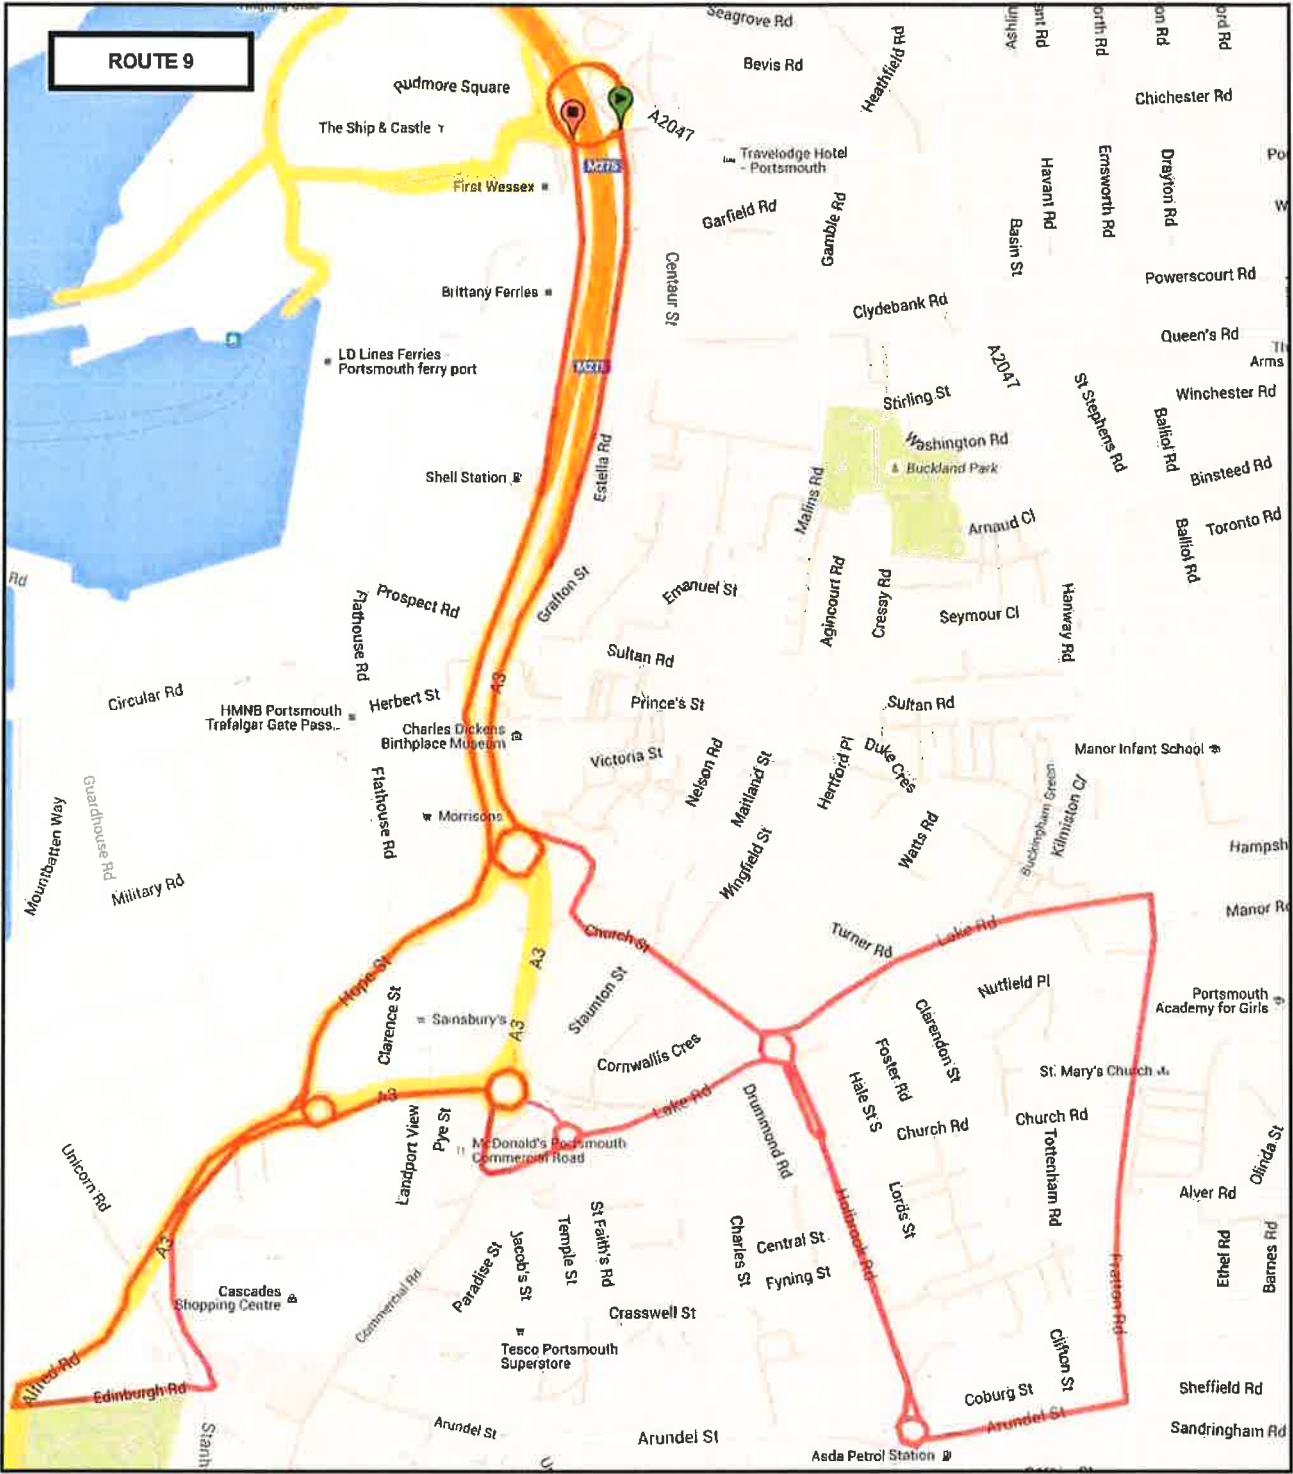 ROUTE 9
Seagrove Rd
Bevis Rd
Heathfield Rd
Chichester Rd
Rudmore Square
The Ship & Castle
A2047
Travelodge Hotel
- Portsmouth
M275
First Wessex
Garfield Rd
Gamble Rd
Havant Rd
Emsworth Rd
Drayton Rd
Basin St
Centaur St
Powerscourt Rd
Brittany Ferries
Clydebank Rd
Queen's Rd
Arms
LD Lines Ferries
Portsmouth ferry port
M275
A2047
Stirling St
St Stephens Rd
Winchester Rd
Balliol Rd
Washington Rd
Buckland Park
Binsteed Rd
Shell Station
Estella Rd
Malins Rd
Arnaud Cl
Toronto Rd
Balliol Rd
Rd
Prospect Rd
Flathouse Rd
Grafton St
Emanuel St
Agincourt Rd
Cressy Rd
Seymour Cl
Hanway Rd
Sultan Rd
Circular Rd
HMNB Portsmouth
Trafalgar Gate Pass...
Herbert St
A3
Prince's St
Sultan Rd
Charles Dickens
Birthplace Museum
Victoria St
Nelson Rd
Maitland St
Hertford Pl
Duke Cres
Manor Infant School
Flathouse Rd
Guardhouse Rd
Mountbatten Way
Military Rd
Morrisons
Wingfield St
Watts Rd
Buckingham Green
Kilmiston Cl
Hampsh
Manor Rd
Church St
Turner Rd
Lake Rd
A3
Hope St
Clarence St
Sainsbury's
A3
Staunton St
Nutfield Pl
Portsmouth
Academy for Girls
Clarendon St
Cornwallis Cres
Foster Rd
Hale St S
St. Mary's Church
A3
Lake Rd
Drummond Rd
Church Rd
Church Rd
Landport View
Pye St
McDonald's Portsmouth
Commercial Road
Unicorn Rd
Tottenham Rd
Olinda St
Alver Rd
Lords St
Holbrook Rd
St Faith's Rd
Temple St
Jacob's St
Paradise St
Charles St
Central St
Fyning St
A3
Ethel Rd
Barnes Rd
Cascades
Shopping Centre
Commercial Rd
Crasswell St
Fratton Rd
Tesco Portsmouth
Superstore
Clifton St
Alfred Rd
Edinburgh Rd
Coburg St
Sheffield Rd
Arundel St
Stanh
Arundel St
Arundel St
Sandringham Rd
Asda Petrol Station